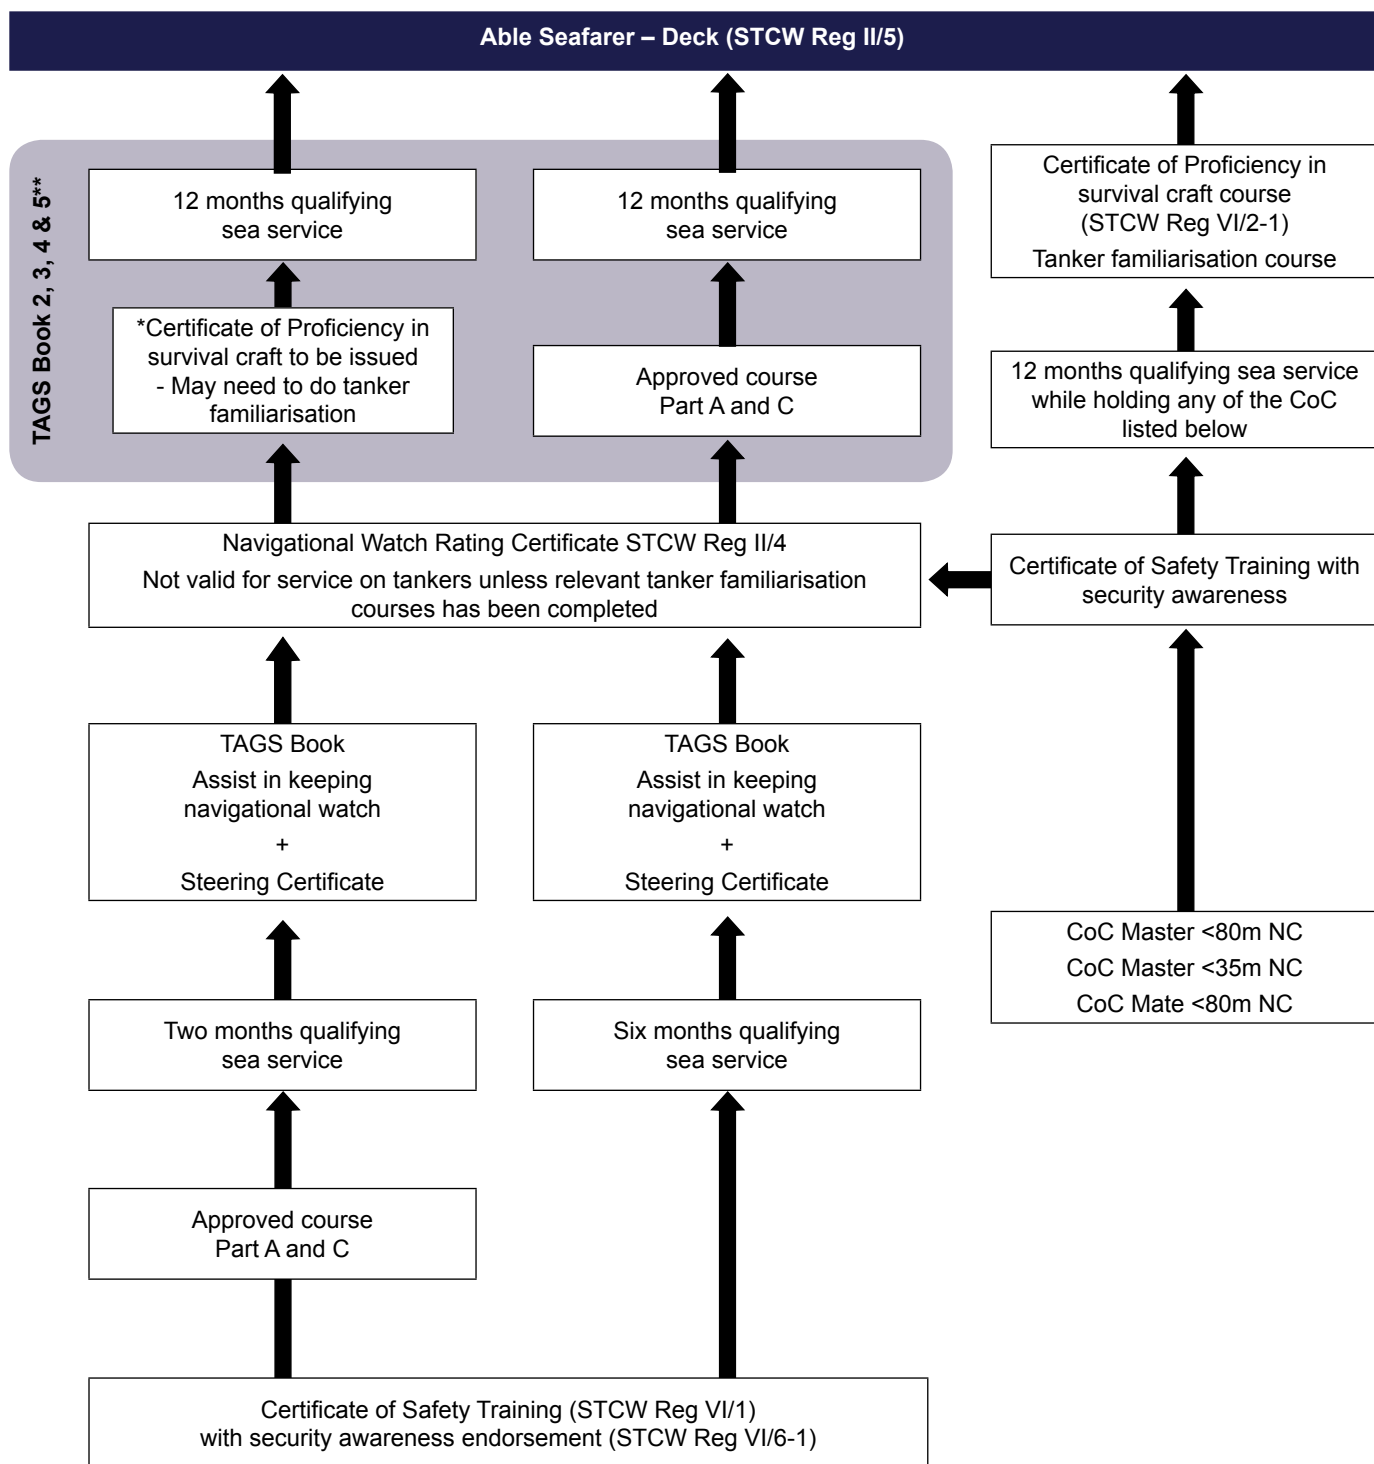 Able Seafarer – Deck (STCW Reg II/5)
TAGS Book 2, 3, 4 & 5**
12 months qualifying
sea service
*Certificate of Proficiency in
survival craft to be issued
- May need to do tanker
familiarisation
12 months qualifying
sea service
Approved course
Part A and C
Certificate of Proficiency in
survival craft course
(STCW Reg VI/2-1)
Tanker familiarisation course
12 months qualifying sea service
while holding any of the CoC
listed below
Navigational Watch Rating Certificate STCW Reg II/4
Not valid for service on tankers unless relevant tanker familiarisation
courses has been completed
Certificate of Safety Training with
security awareness
TAGS Book
Assist in keeping
navigational watch
+
Steering Certificate
TAGS Book
Assist in keeping
navigational watch
+
Steering Certificate
CoC Master <80m NC
CoC Master <35m NC
CoC Mate <80m NC
Two months qualifying
sea service
Six months qualifying
sea service
Approved course
Part A and C
Certificate of Safety Training (STCW Reg VI/1)
with security awareness endorsement (STCW Reg VI/6-1)